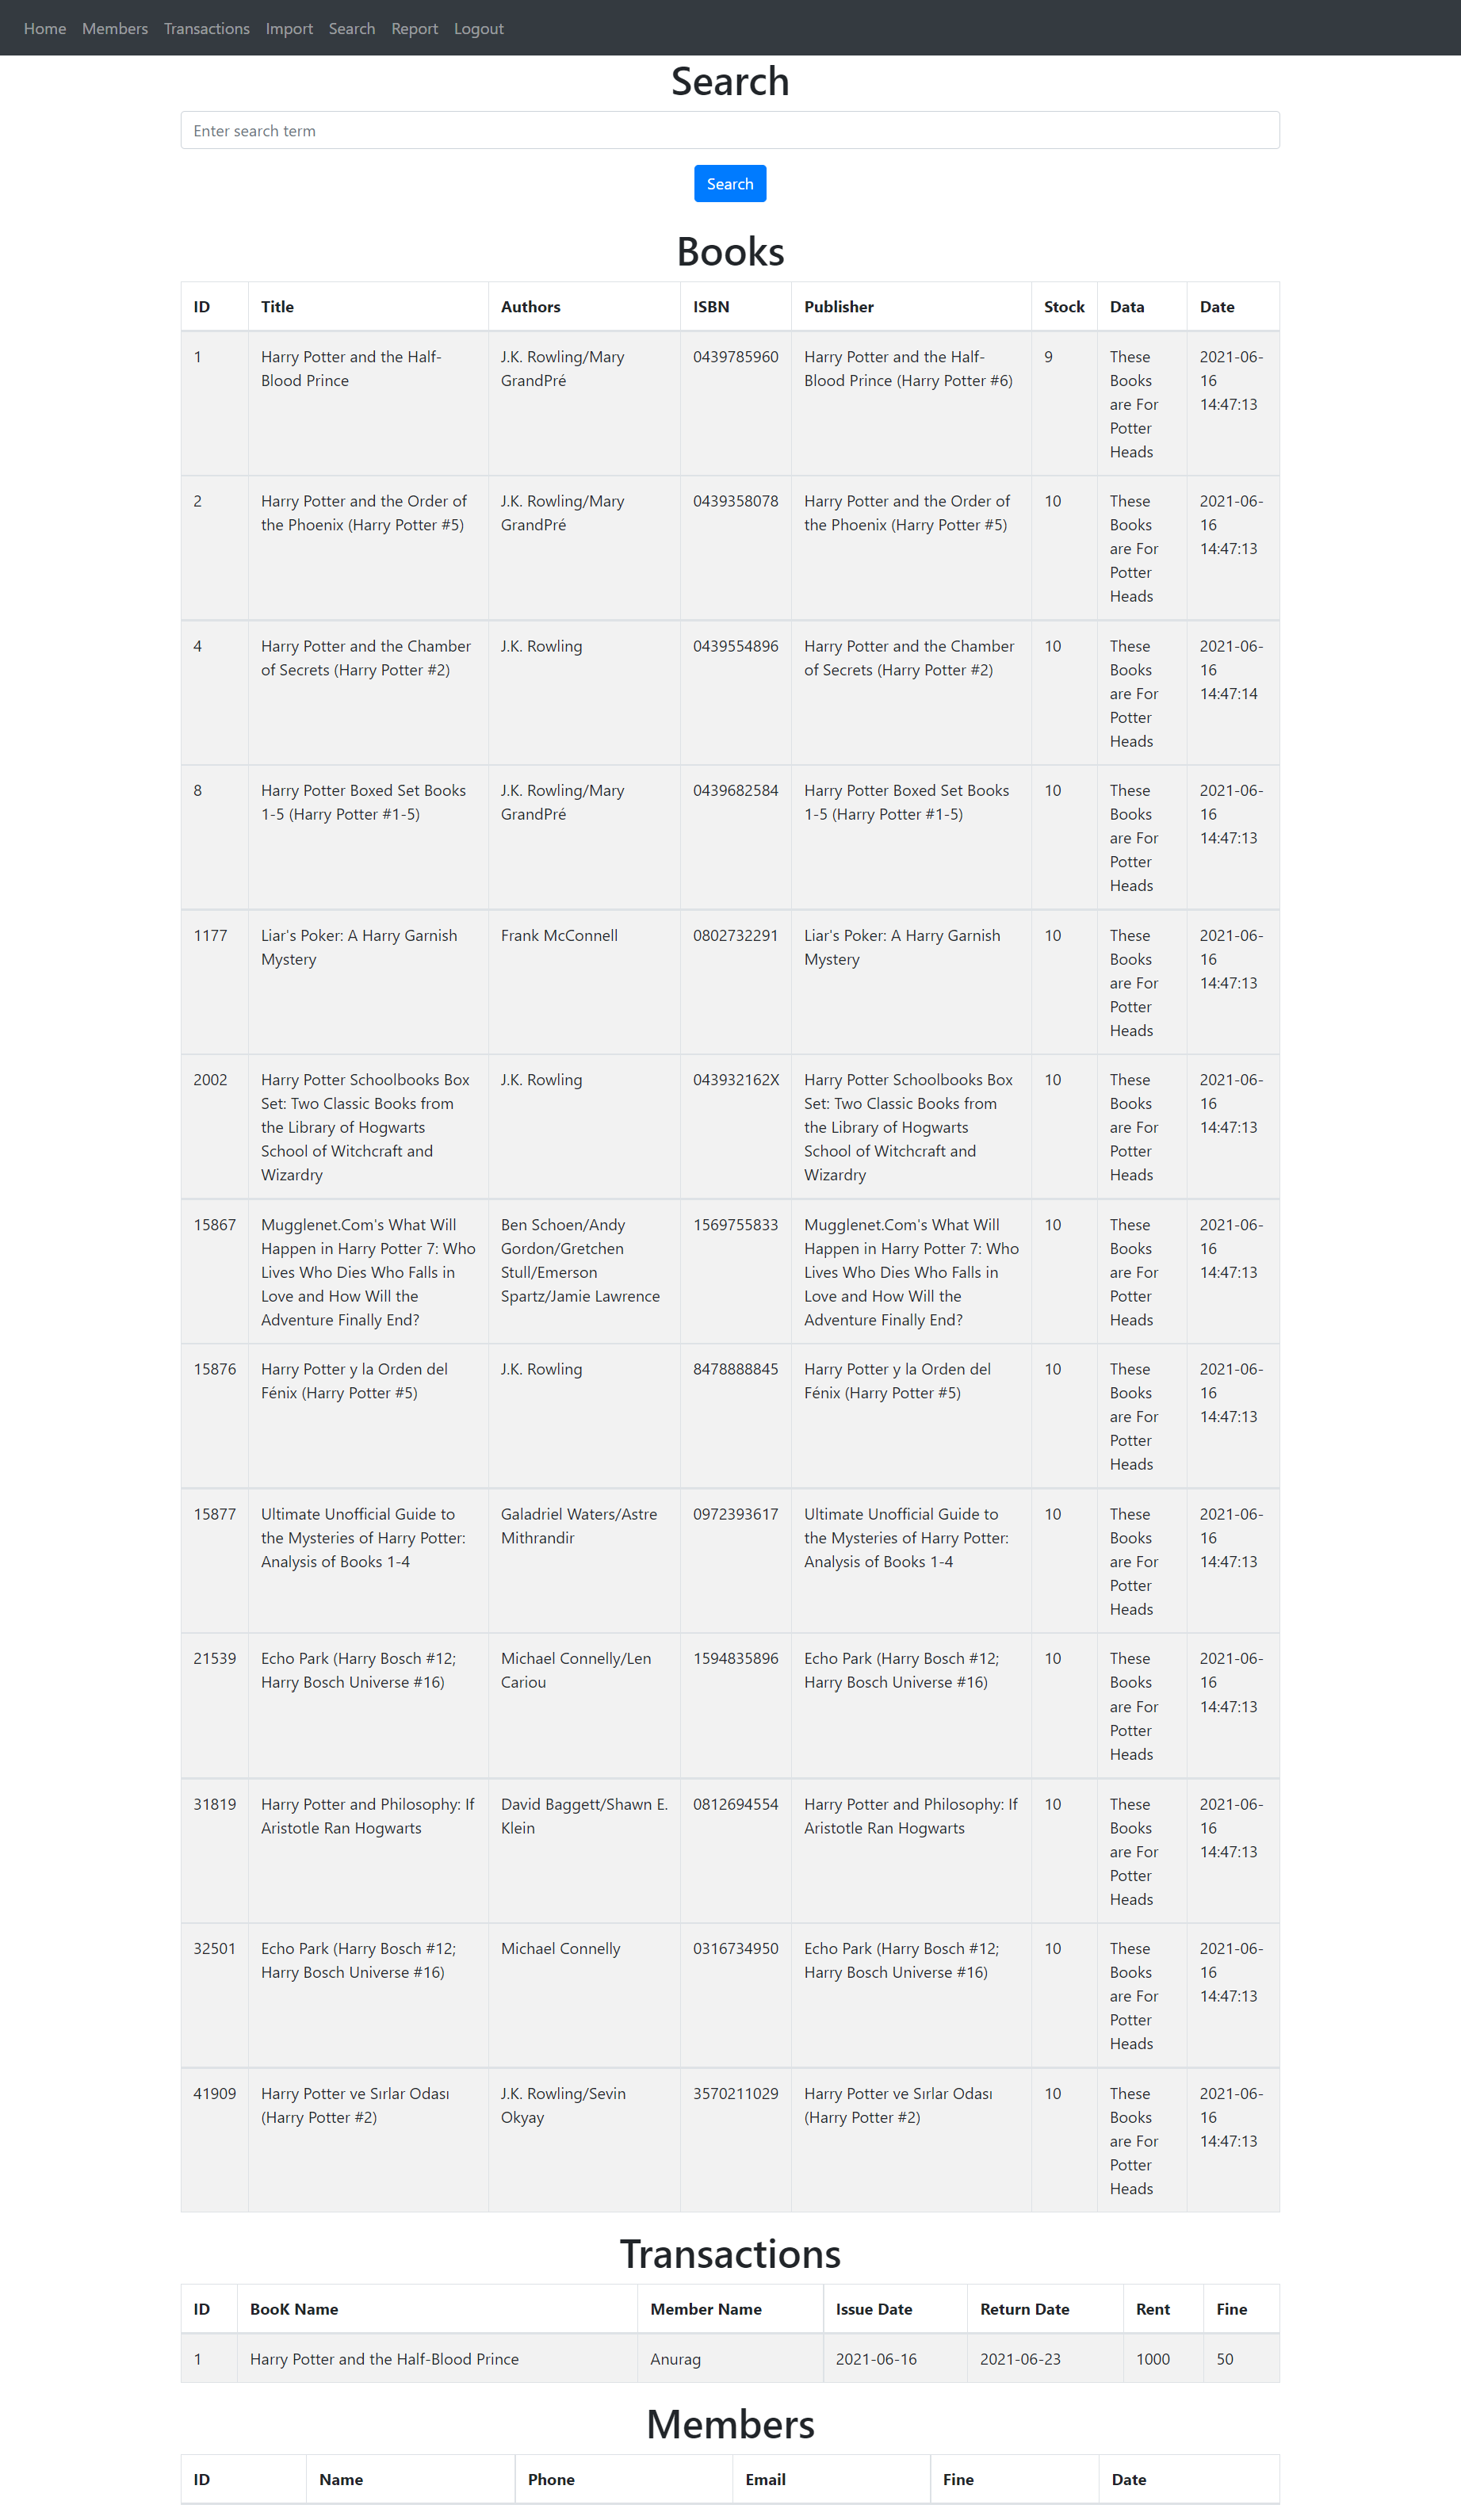 Home Members Transactions Import Search Report Logout
Search
Enter search term
Search
Books
ID Title Authors ISBN Publisher Stock Data Date
1 Harry Potter and the Half- J.K. Rowling/Mary 0439785960 Harry Potter and the Half- 9 These 2021-06-
Blood Prince GrandPré Blood Prince (Harry Potter #6) Books 16
are For 14:47:13
Potter
Heads
2 Harry Potter and the Order of J.K. Rowling/Mary 0439358078 Harry Potter and the Order of 10 These 2021-06-
the Phoenix (Harry Potter #5) GrandPré the Phoenix (Harry Potter #5) Books 16
are For 14:47:13
Potter
Heads
4 Harry Potter and the Chamber J.K. Rowling 0439554896 Harry Potter and the Chamber 10 These 2021-06-
of Secrets (Harry Potter #2) of Secrets (Harry Potter #2) Books 16
are For 14:47:14
Potter
Heads
8 Harry Potter Boxed Set Books J.K. Rowling/Mary 0439682584 Harry Potter Boxed Set Books 10 These 2021-06-
1-5 (Harry Potter #1-5) GrandPré 1-5 (Harry Potter #1-5) Books 16
are For 14:47:13
Potter
Heads
1177 Liar's Poker: A Harry Garnish Frank McConnell 0802732291 Liar's Poker: A Harry Garnish 10 These 2021-06-
Mystery Mystery Books 16
are For 14:47:13
Potter
Heads
2002 Harry Potter Schoolbooks Box J.K. Rowling 043932162X Harry Potter Schoolbooks Box 10 These 2021-06-
Set: Two Classic Books from Set: Two Classic Books from Books 16
the Library of Hogwarts the Library of Hogwarts are For 14:47:13
School of Witchcraft and School of Witchcraft and Potter
Wizardry Wizardry Heads
15867 Mugglenet.Com's What Will Ben Schoen/Andy 1569755833 Mugglenet.Com's What Will 10 These 2021-06-
Happen in Harry Potter 7: Who Gordon/Gretchen Happen in Harry Potter 7: Who Books 16
Lives Who Dies Who Falls in Stull/Emerson Lives Who Dies Who Falls in are For 14:47:13
Love and How Will the Spartz/Jamie Lawrence Love and How Will the Potter
Adventure Finally End? Adventure Finally End? Heads
15876 Harry Potter y la Orden del J.K. Rowling 8478888845 Harry Potter y la Orden del 10 These 2021-06-
Fénix (Harry Potter #5) Fénix (Harry Potter #5) Books 16
are For 14:47:13
Potter
Heads
15877 Ultimate Unofficial Guide to Galadriel Waters/Astre 0972393617 Ultimate Unofficial Guide to 10 These 2021-06-
the Mysteries of Harry Potter: Mithrandir the Mysteries of Harry Potter: Books 16
Analysis of Books 1-4 Analysis of Books 1-4 are For 14:47:13
Potter
Heads
21539 Echo Park (Harry Bosch #12; Michael Connelly/Len 1594835896 Echo Park (Harry Bosch #12; 10 These 2021-06-
Harry Bosch Universe #16) Cariou Harry Bosch Universe #16) Books 16
are For 14:47:13
Potter
Heads
31819 Harry Potter and Philosophy: If David Baggett/Shawn E. 0812694554 Harry Potter and Philosophy: If 10 These 2021-06-
Aristotle Ran Hogwarts Klein Aristotle Ran Hogwarts Books 16
are For 14:47:13
Potter
Heads
32501 Echo Park (Harry Bosch #12; Michael Connelly 0316734950 Echo Park (Harry Bosch #12; 10 These 2021-06-
Harry Bosch Universe #16) Harry Bosch Universe #16) Books 16
are For 14:47:13
Potter
Heads
41909 Harry Potter ve Sırlar Odası J.K. Rowling/Sevin 3570211029 Harry Potter ve Sırlar Odası 10 These 2021-06-
(Harry Potter #2) Okyay (Harry Potter #2) Books 16
are For 14:47:13
Potter
Heads
Transactions
ID BooK Name Member Name Issue Date Return Date Rent Fine
1 Harry Potter and the Half-Blood Prince Anurag 2021-06-16 2021-06-23 1000 50
Members
ID Name Phone Email Fine Date